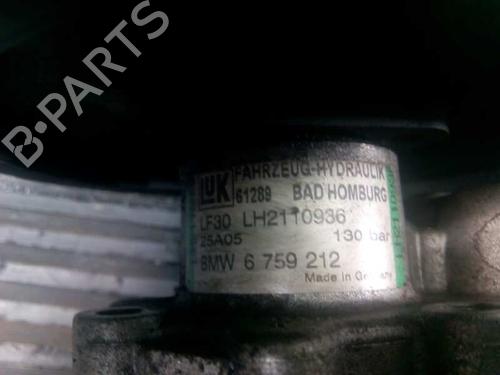 B-PARTS
LUK FAHRZEUG-HYDRAULIK
61289 BAD HOMBURG
LF30 LH2110936
25A05 130 bar
BMW 6 759 212
Made in Germany